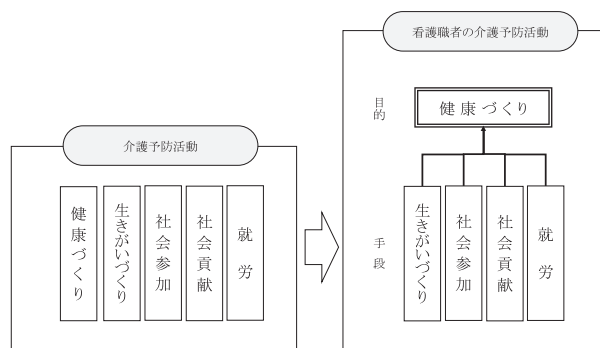 看護職者の介護予防活動
目的
健康づくり
介護予防活動
健康づくり
生きがいづくり
社会参加
社会貢献
就労
手段
生きがいづくり
社会参加
社会貢献
就労